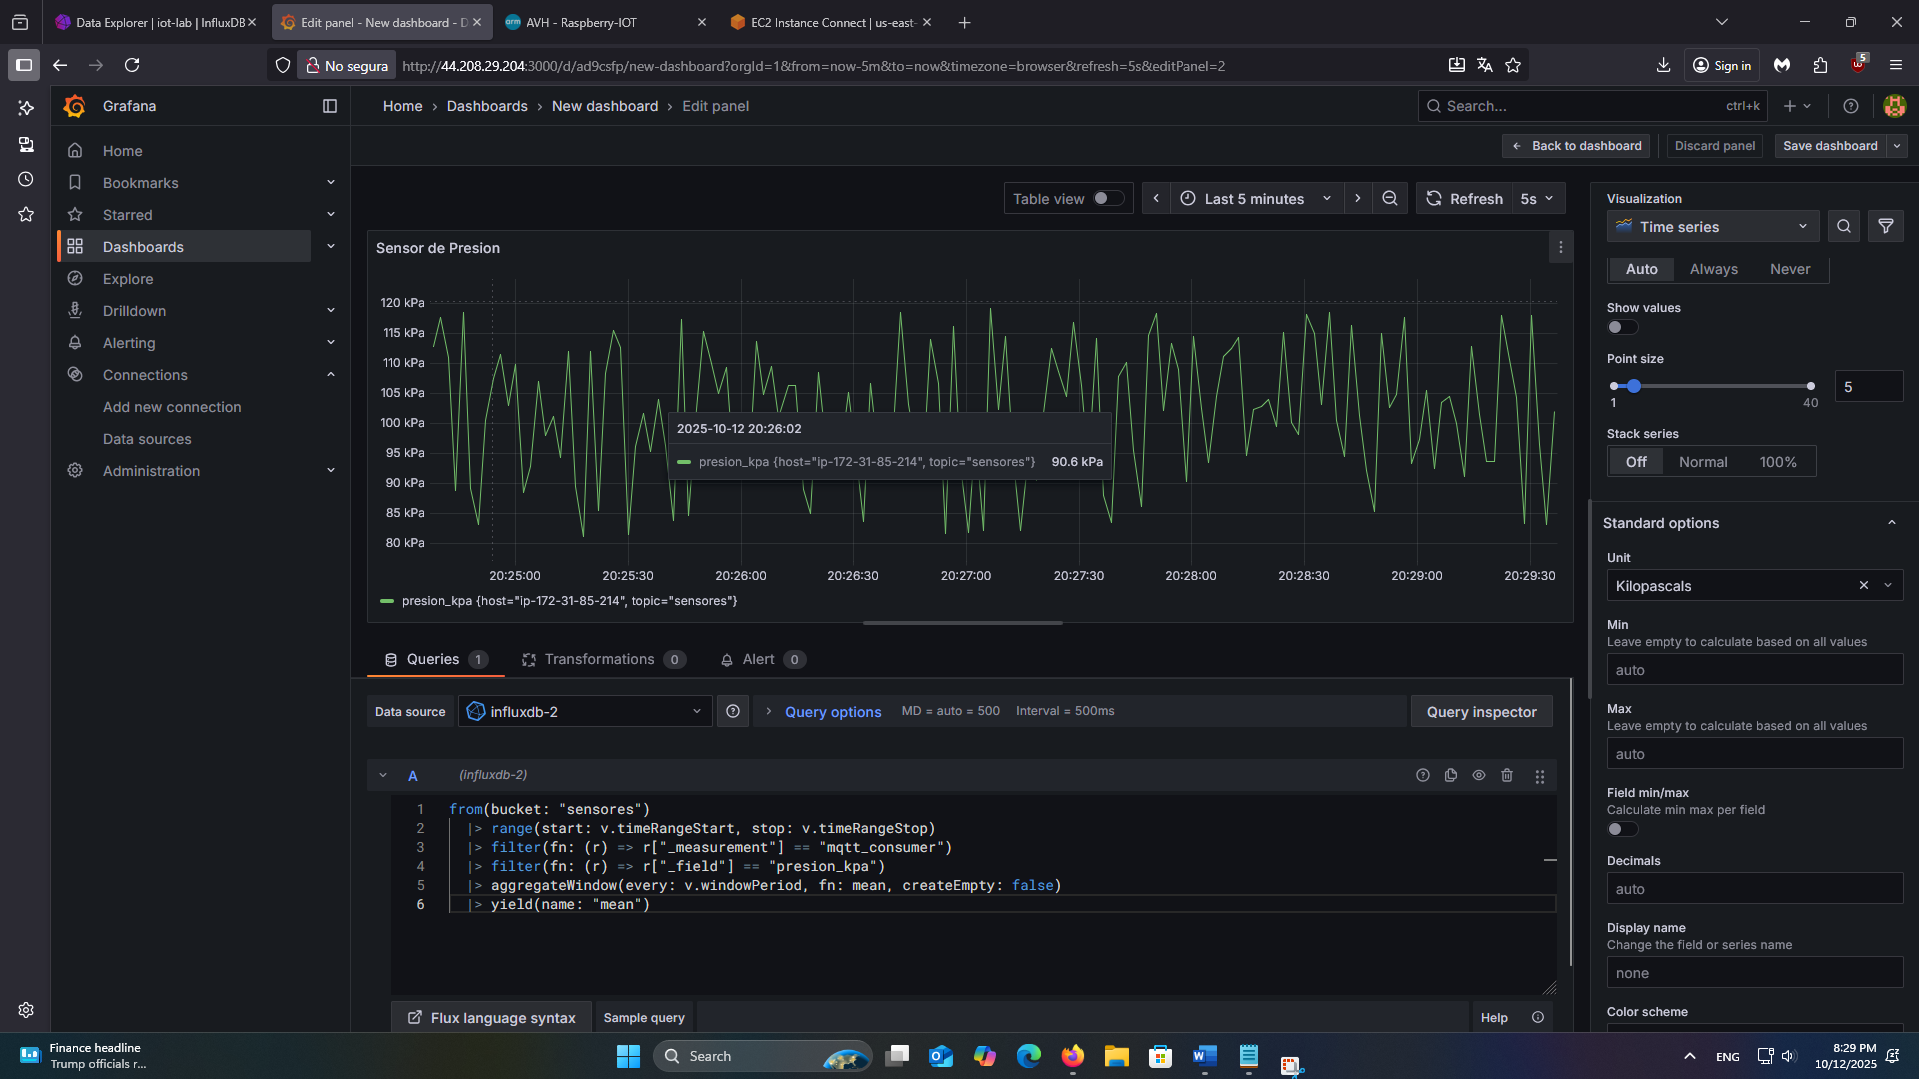 Data Explorer | iot-lab | InfluxDB
Edit panel - New dashboard - D
AVH - Raspberry-IOT
EC2 Instance Connect | us-east-
No segura
http://44.208.29.204:3000/d/ad9csfp/new-dashboard?orgId=1&from=now-5m&to=now&timezone=browser&refresh=5s&editPanel=2
Sign in
5
Grafana
Home › Dashboards › New dashboard › Edit panel
Search...
ctrl+k
Back to dashboard
Discard panel
Save dashboard
Home
Bookmarks
Starred
Dashboards
Explore
Drilldown
Alerting
Connections
Add new connection
Data sources
Administration
Table view
Last 5 minutes
Refresh
5s
Sensor de Presion
120 kPa
115 kPa
110 kPa
105 kPa
100 kPa
95 kPa
90 kPa
85 kPa
80 kPa
2025-10-12 20:26:02
presion_kpa {host="ip-172-31-85-214", topic="sensores"} 90.6 kPa
20:25:00 20:25:30 20:26:00 20:26:30 20:27:00 20:27:30 20:28:00 20:28:30 20:29:00 20:29:30
presion_kpa {host="ip-172-31-85-214", topic="sensores"}
Queries 1
Transformations 0
Alert 0
Data source
influxdb-2
Query options
MD = auto = 500
Interval = 500ms
Query inspector
A
(influxdb-2)
1 from(bucket: "sensores")
2 |> range(start: v.timeRangeStart, stop: v.timeRangeStop)
3 |> filter(fn: (r) => r["_measurement"] == "mqtt_consumer")
4 |> filter(fn: (r) => r["_field"] == "presion_kpa")
5 |> aggregateWindow(every: v.windowPeriod, fn: mean, createEmpty: false)
6 |> yield(name: "mean")
Flux language syntax
Sample query
Help
Visualization
Time series
Auto Always Never
Show values
Point size
1
40
5
Stack series
Off Normal 100%
Standard options
Unit
Kilopascals
Min
Leave empty to calculate based on all values
auto
Max
Leave empty to calculate based on all values
auto
Field min/max
Calculate min max per field
Decimals
auto
Display name
Change the field or series name
none
Color scheme
Finance headline
Trump officials r...
Search
ENG
8:29 PM
10/12/2025